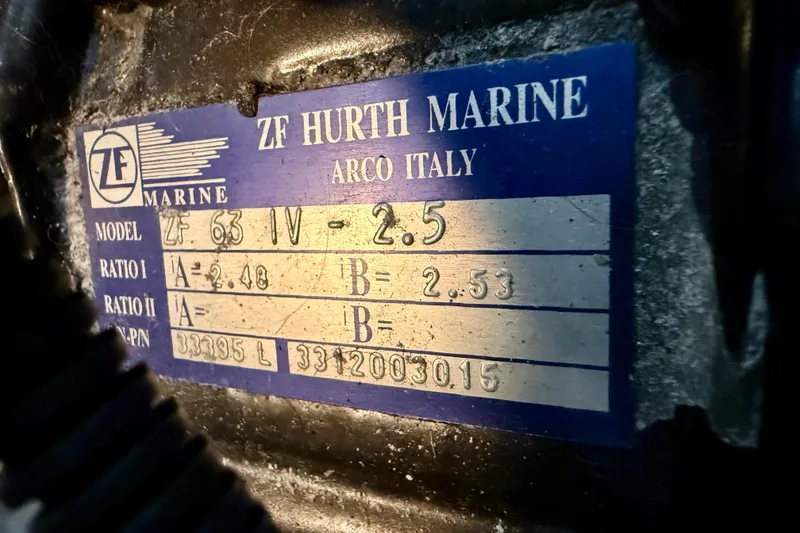 ZF HURTH MARINE
ARCO ITALY
ZF
MARINE
MODEL ZF 63 IV - 2.5
RATIO I A= 2.48 B= 2.53
RATIO II A= B=
N-P/N 33395 L 3312003015